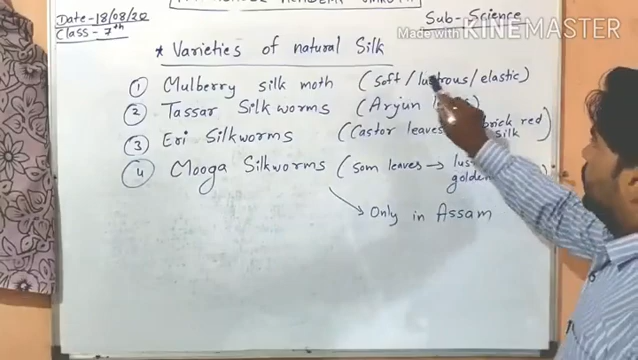 Date-18/08/20
Sub-Science
Class-7th
Made with KINEMASTER
* Varieties of natural Silk
① Mulberry silk moth (soft/lustrous/elastic)
② Tassar Silkworms (Arjun
③ Eri Silkworms (Castor leaves brick red silk)
④ Mooga Silkworms (som leaves → golden
Only in Assam